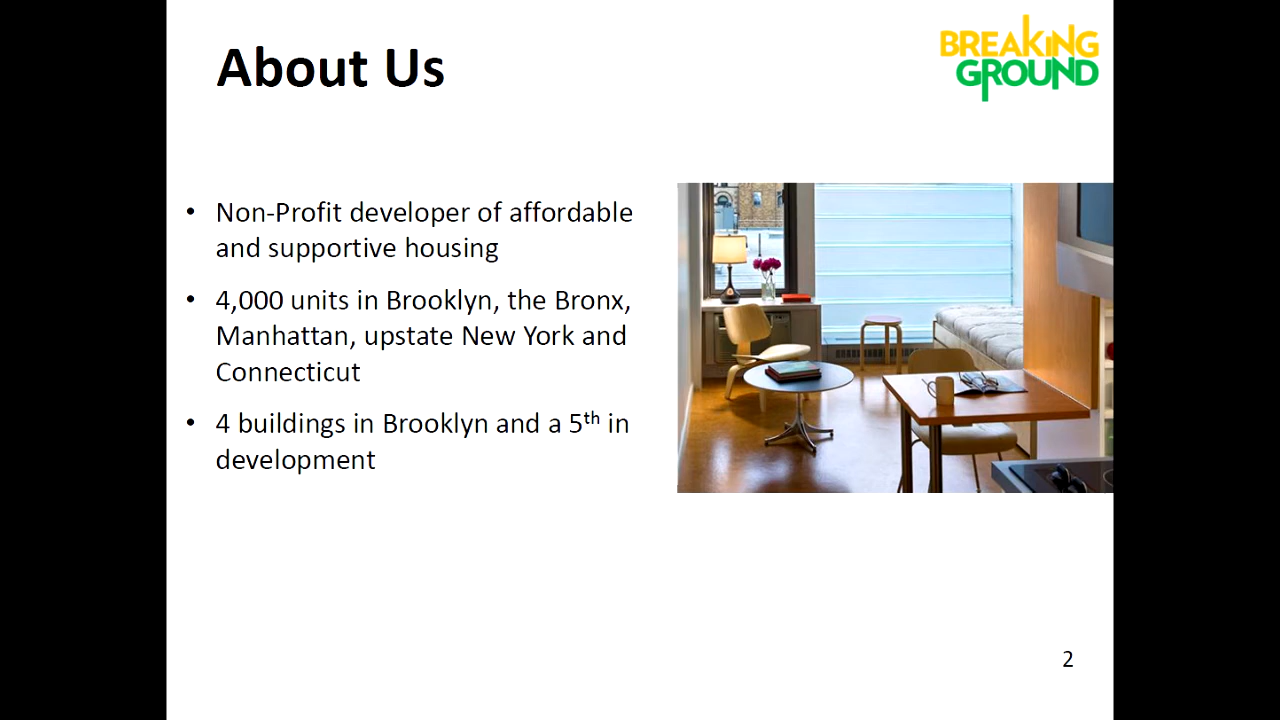 About Us
BREAKING
GROUND
• Non-Profit developer of affordable
and supportive housing
• 4,000 units in Brooklyn, the Bronx,
Manhattan, upstate New York and
Connecticut
• 4 buildings in Brooklyn and a 5th in
development
2